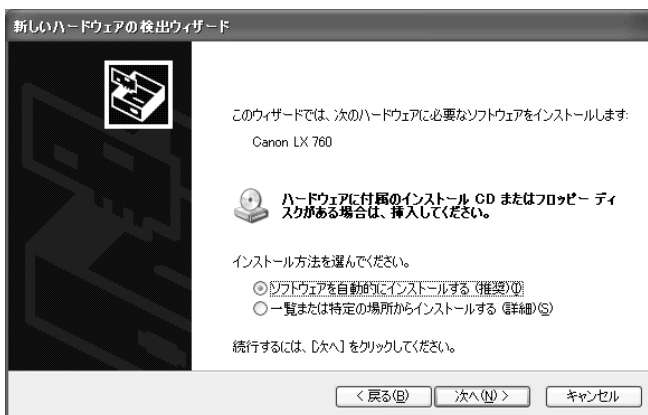 新しいハードウェアの検出ウィザード
このウィザードでは、次のハードウェアに必要なソフトウェアをインストールします:
Canon LX 760
ハードウェアに付属のインストール CD またはフロッピー ディ
スクがある場合は、挿入してください。
インストール方法を選んでください。
ソフトウェアを自動的にインストールする (推奨)(I)
一覧または特定の場所からインストールする (詳細)(S)
続行するには、[次へ] をクリックしてください。
< 戻る(B) 次へ(N) > キャンセル